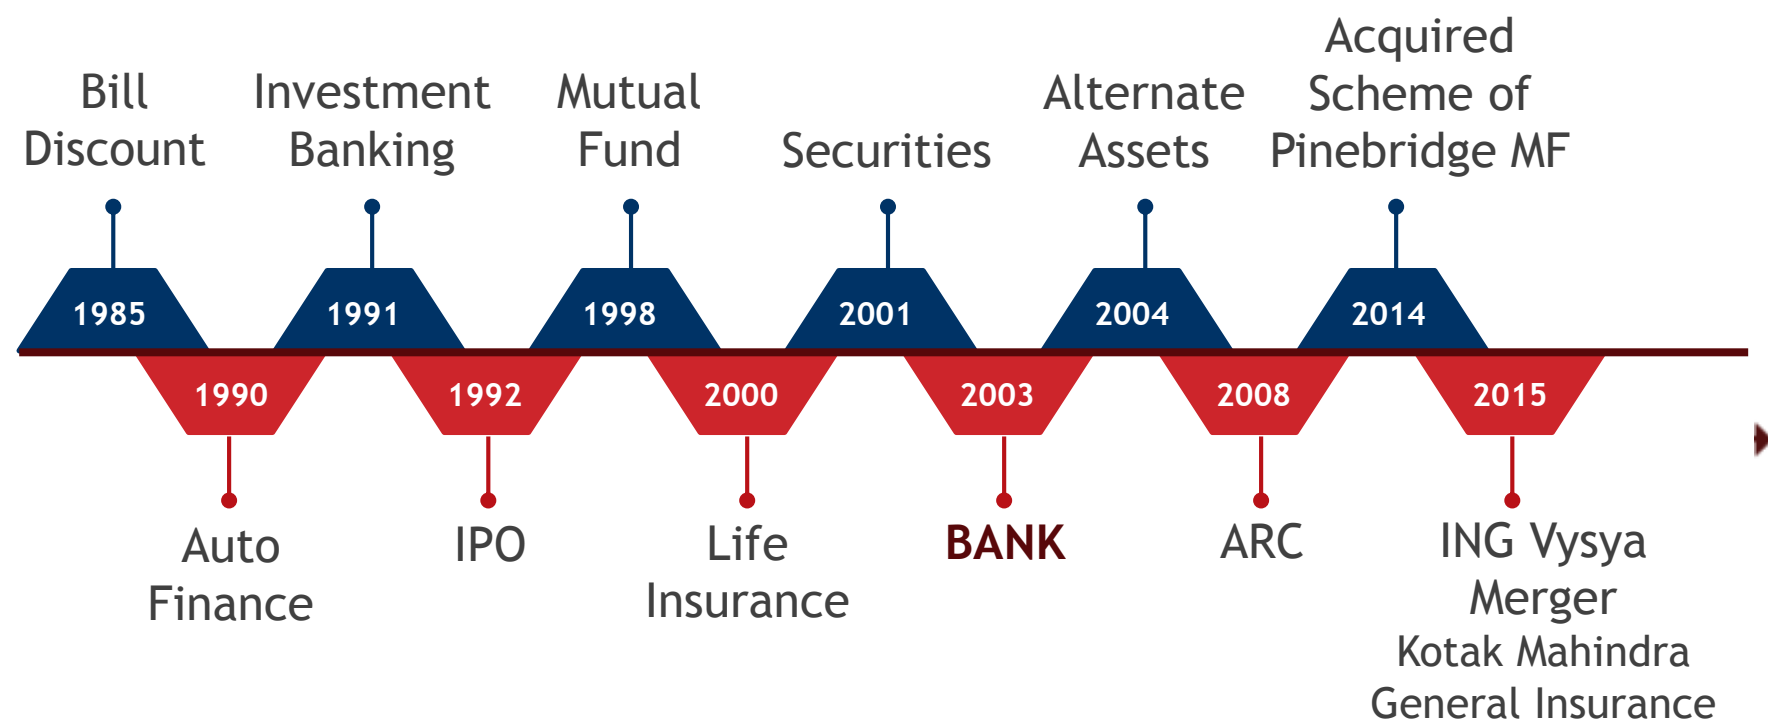 Bill
Discount
Investment
Banking
Mutual
Fund
Securities
Alternate
Assets
Acquired
Scheme of
Pinebridge MF
1985
1991
1998
2001
2004
2014
1990
1992
2000
2003
2008
2015
Auto
Finance
IPO
Life
Insurance
BANK
ARC
ING Vysya
Merger
Kotak Mahindra
General Insurance